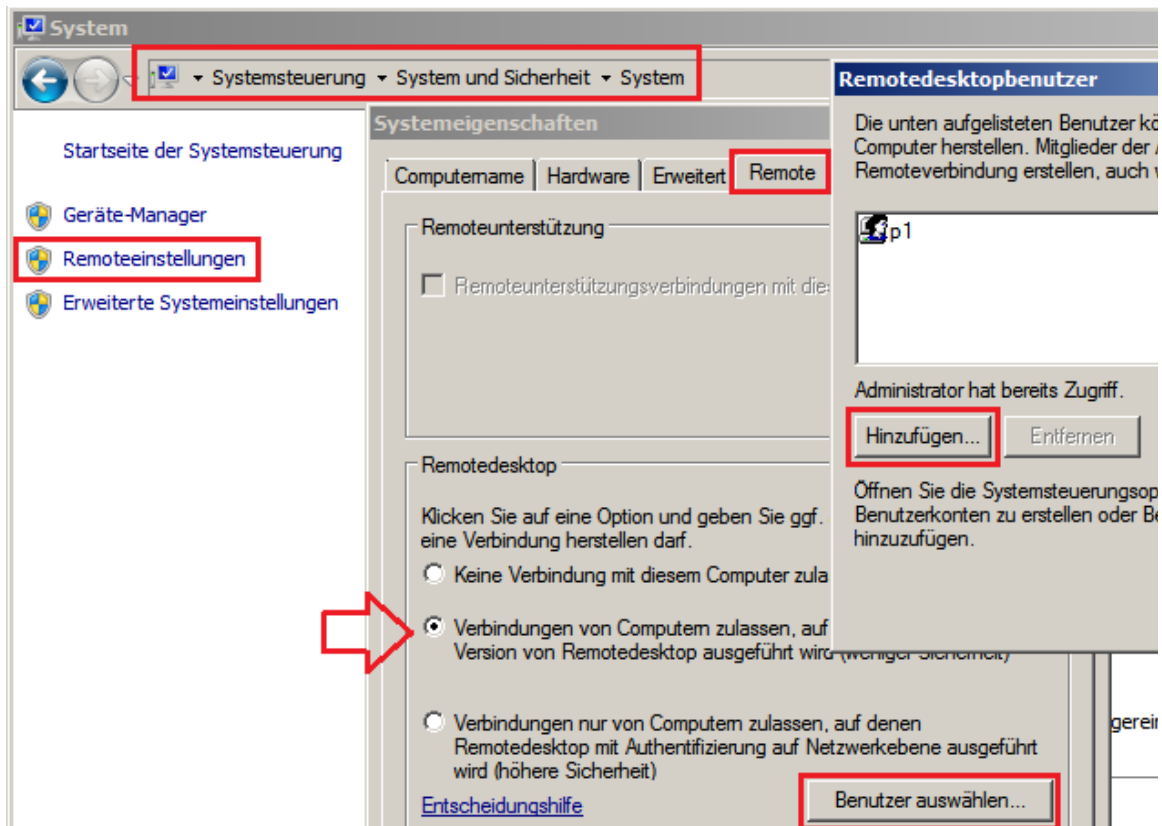 System
Systemsteuerung System und Sicherheit System
Startseite der Systemsteuerung
Geräte-Manager
Remoteeinstellungen
Erweiterte Systemeinstellungen
Systemeigenschaften
Computername Hardware Erweitert Remote
Remoteunterstützung
Remoteunterstützungsverbindungen mit
Remotedesktop
Klicken Sie auf eine Option und geben Sie ggf.
eine Verbindung herstellen darf.
Keine Verbindung mit diesem Computer
Verbindungen von Computern zulassen, auf
Version von Remotedesktop ausgeführt wird (weniger Sicherheit)
Verbindungen nur von Computern zulassen, auf denen
Remotedesktop mit Authentifizierung auf Netzwerkebene ausgeführt
wird (höhere Sicherheit)
Entscheidungshilfe
Benutzer auswählen...
Remotedesktopbenutzer
Die unten aufgelisteten Benutzer
Computer herstellen. Mitglieder der
Remoteverbindung erstellen, auch
p1
Administrator hat bereits Zugriff.
Hinzufügen... Entfernen
Öffnen Sie die
Benutzerkonten zu erstellen oder
hinzuzufügen.